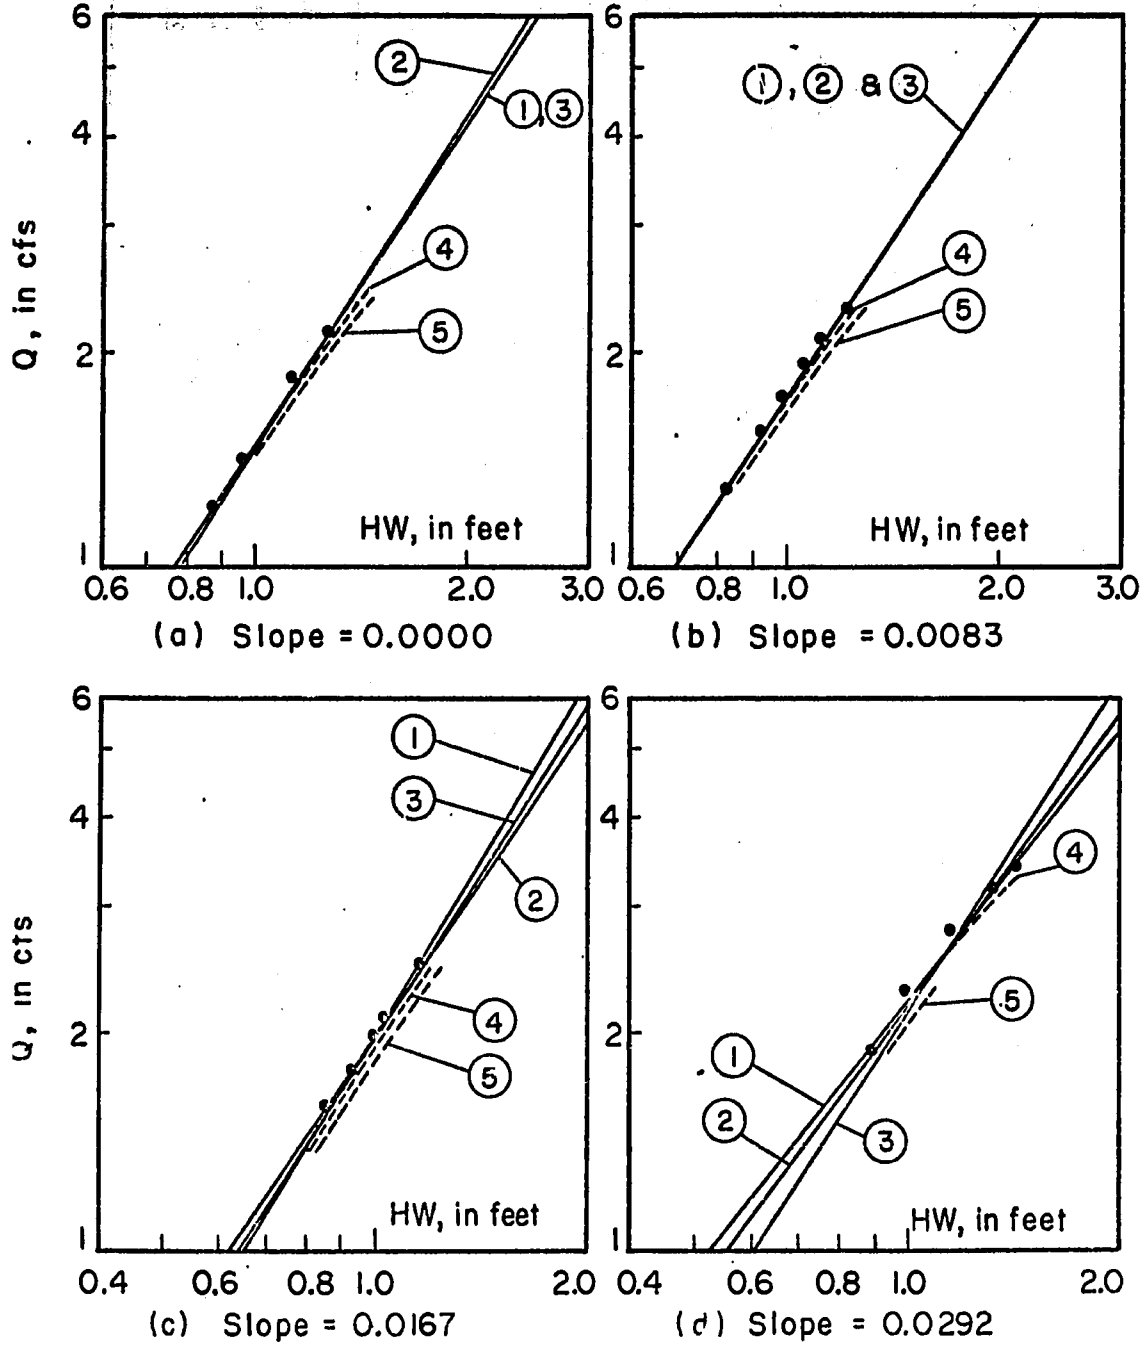 6
4
2
1
Q, in cfs
2
1, 3
4
5
HW, in feet
0.6 0.8 1.0 2.0 3.0
(a) Slope = 0.0000
6
4
2
1
1, 2 & 3
4
5
HW, in feet
0.6 0.8 1.0 2.0 3.0
(b) Slope = 0.0083
6
4
2
1
Q, in cts
1
3
2
4
5
HW, in feet
0.4 0.6 0.8 1.0 2.0
(c) Slope = 0.0167
6
4
2
1
4
5
1
2
3
HW, in feet
0.4 0.6 0.8 1.0 2.0
(d) Slope = 0.0292